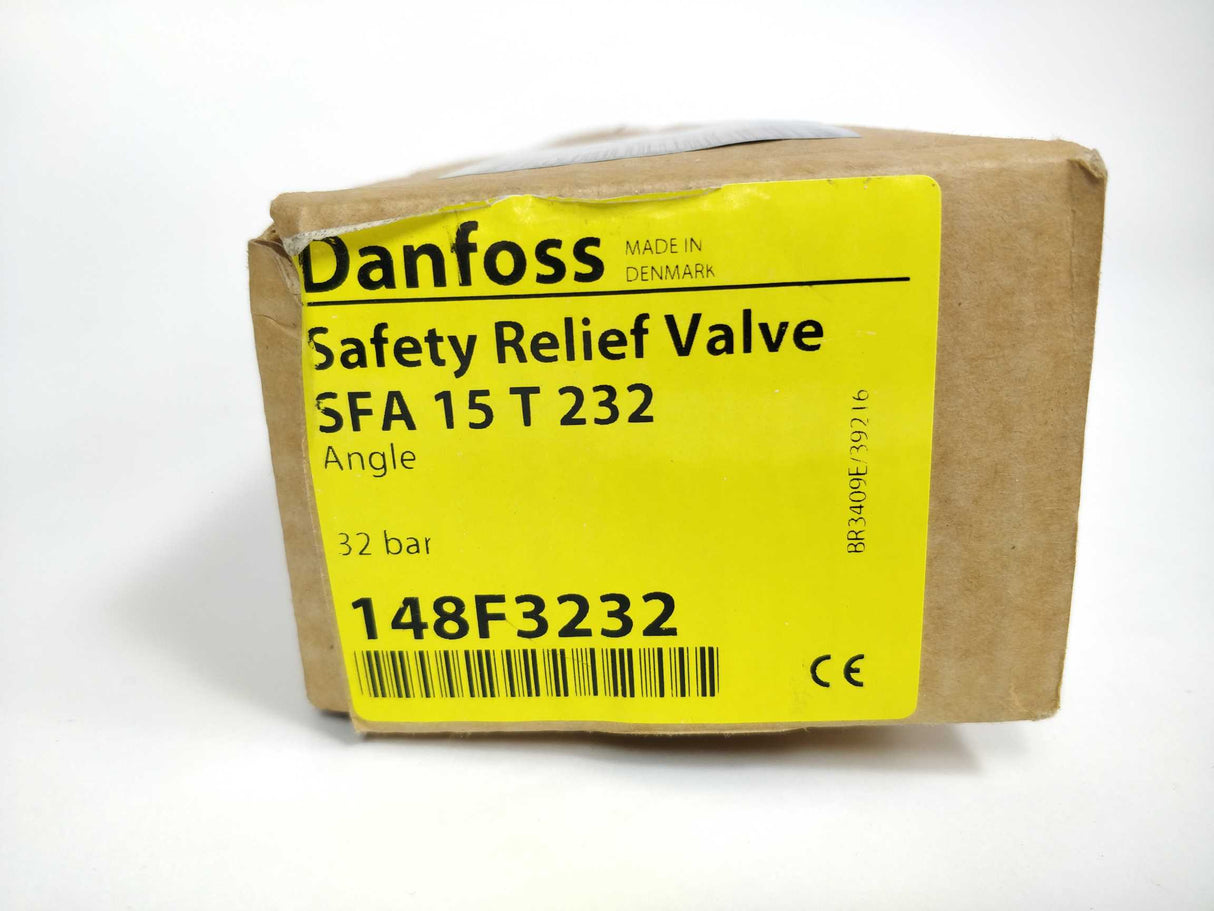 Danfoss
MADE IN
DENMARK
Safety Relief Valve
SFA 15 T 232
Angle
32 bar
148F3232
CE
BR3409E/39216